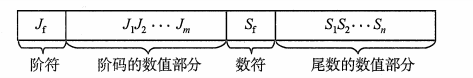 J_f J_1J_2 ··· J_m S_f S_1S_2 ··· S_n
阶符 阶码的数值部分 数符 尾数的数值部分